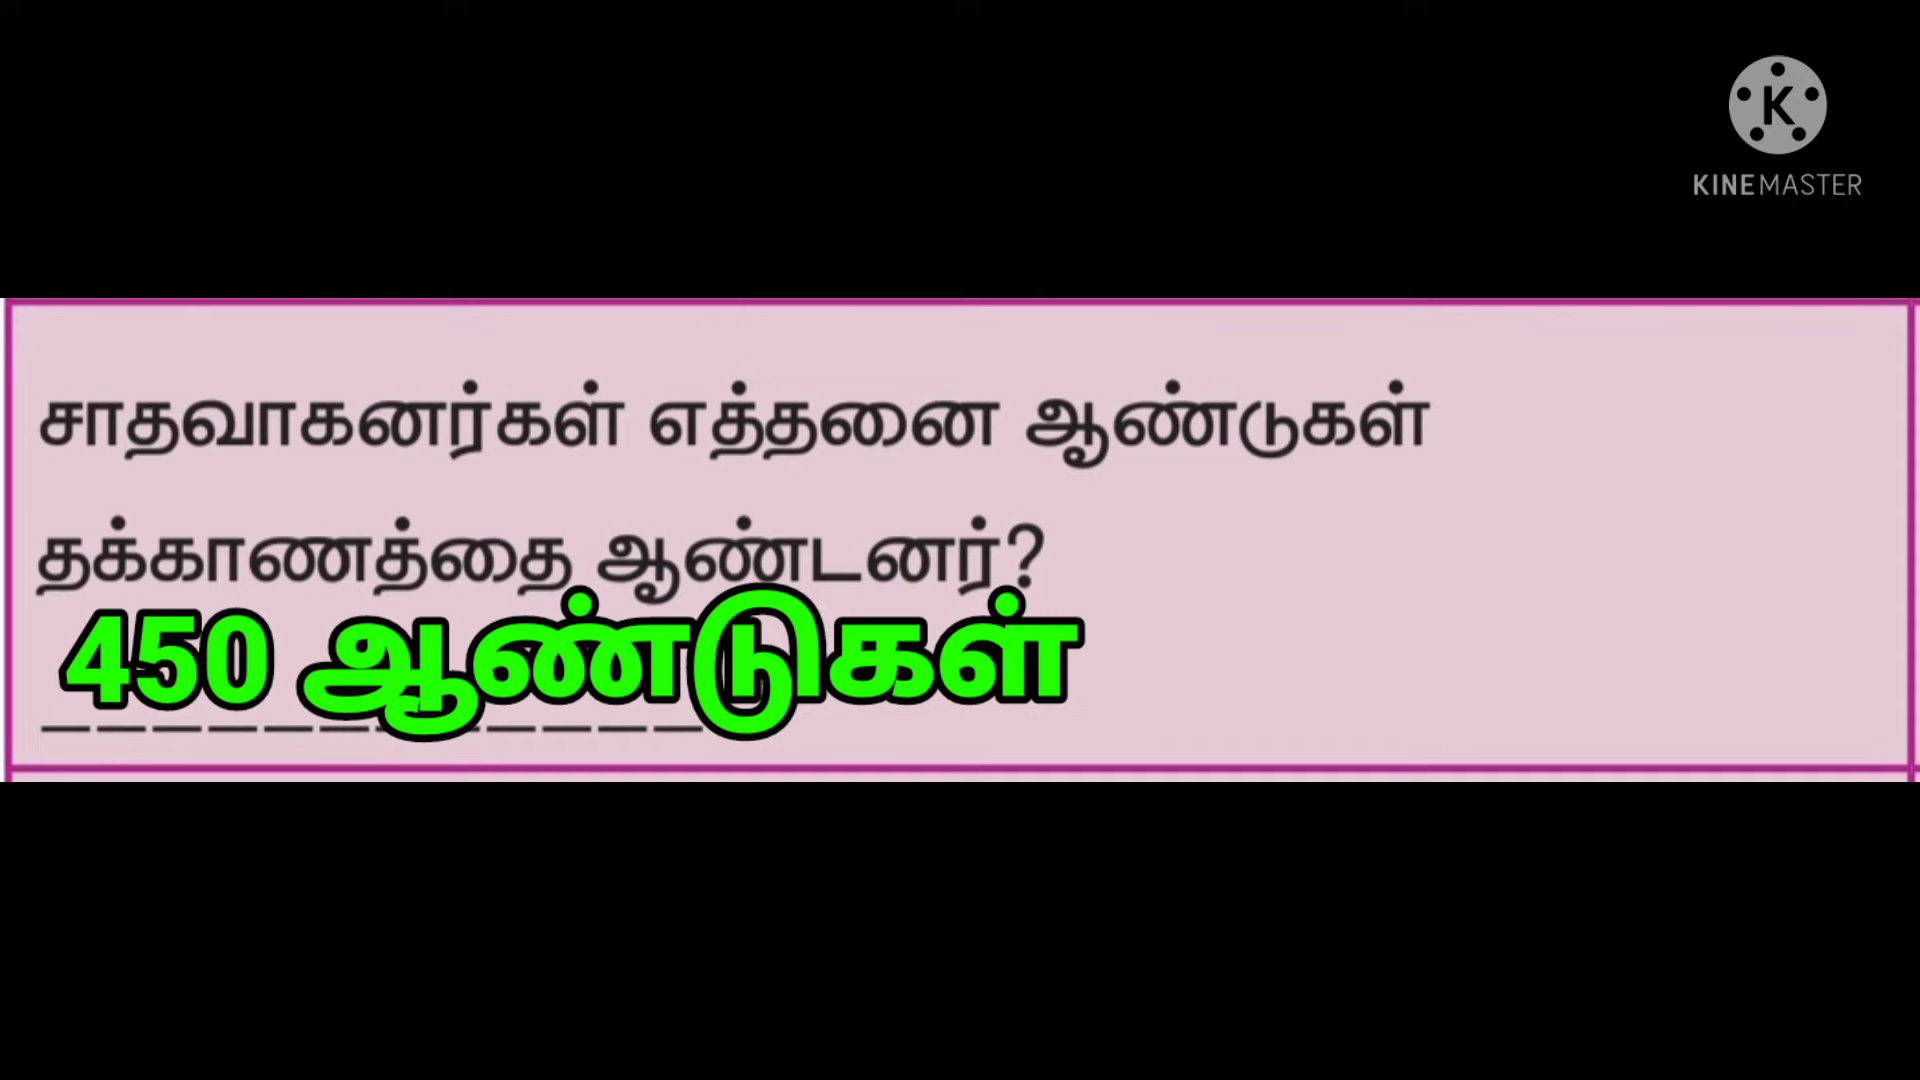 K
KINEMASTER
சாதவாகனர்கள் எத்தனை ஆண்டுகள்
தக்காணத்தை ஆண்டனர்?
450 ஆண்டுகள்